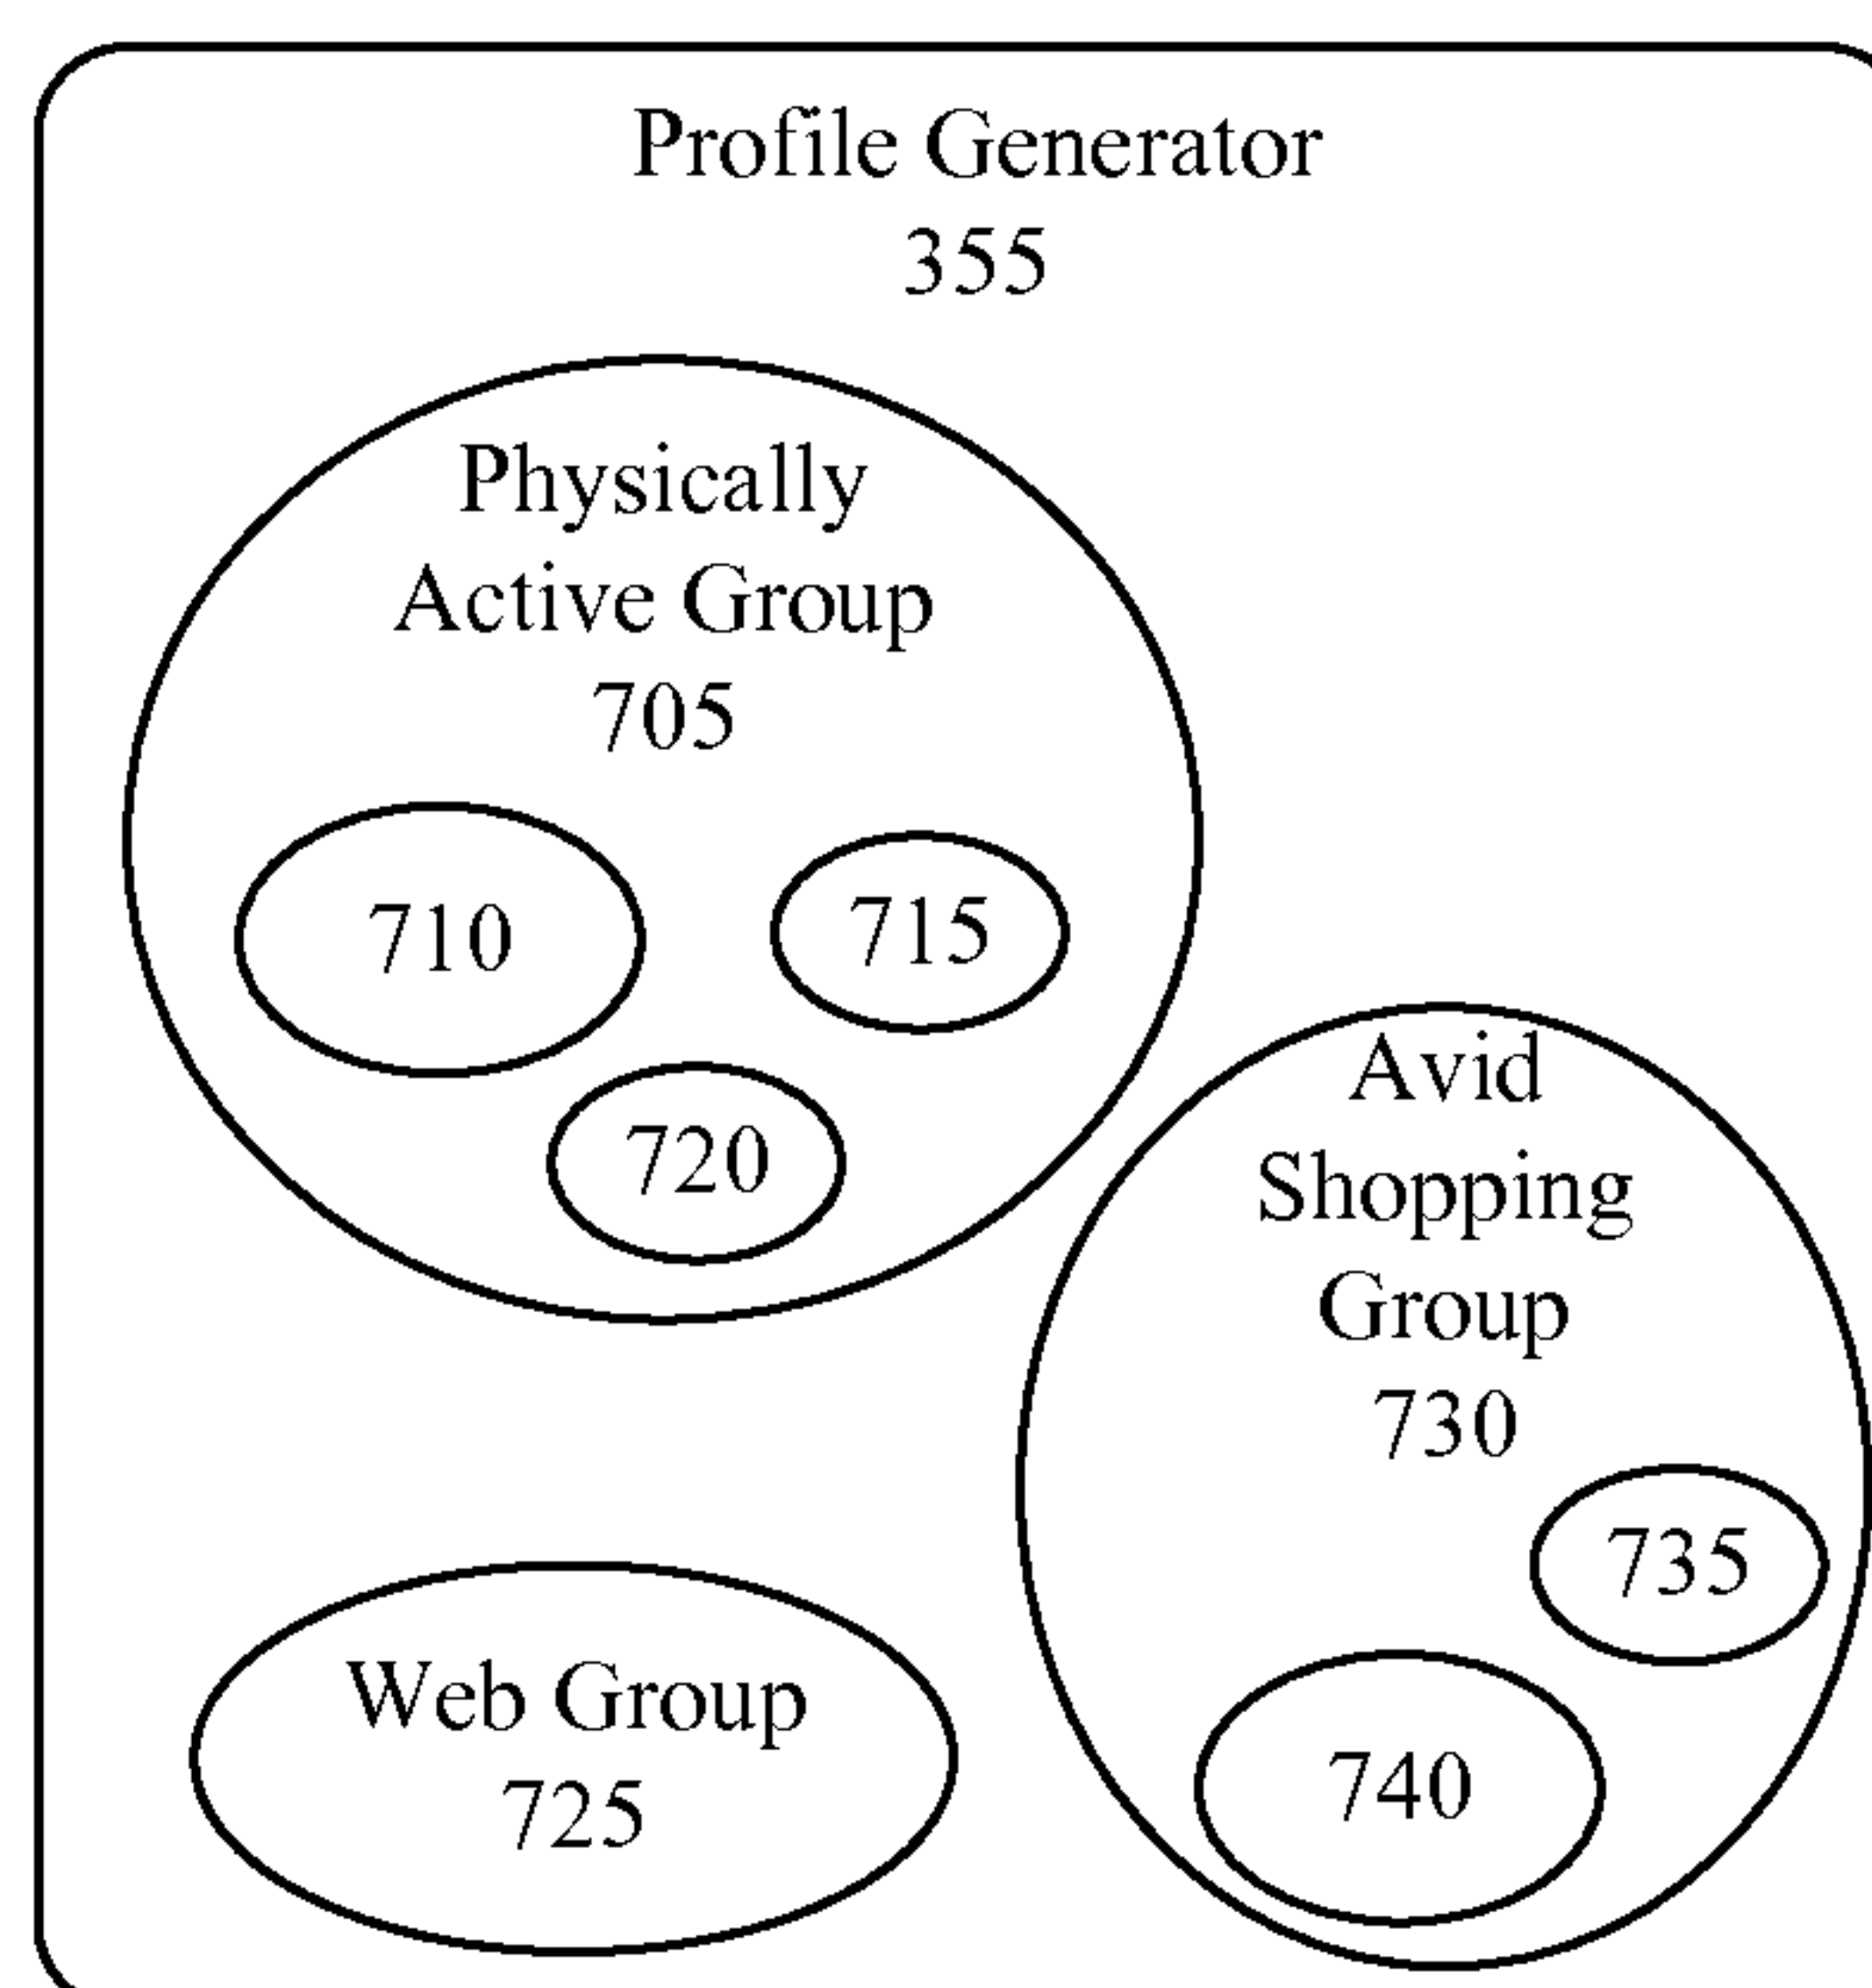 Profile Generator
355
Physically
Active Group
705
710
715
720
Avid
Shopping
Group
730
735
740
Web Group
725